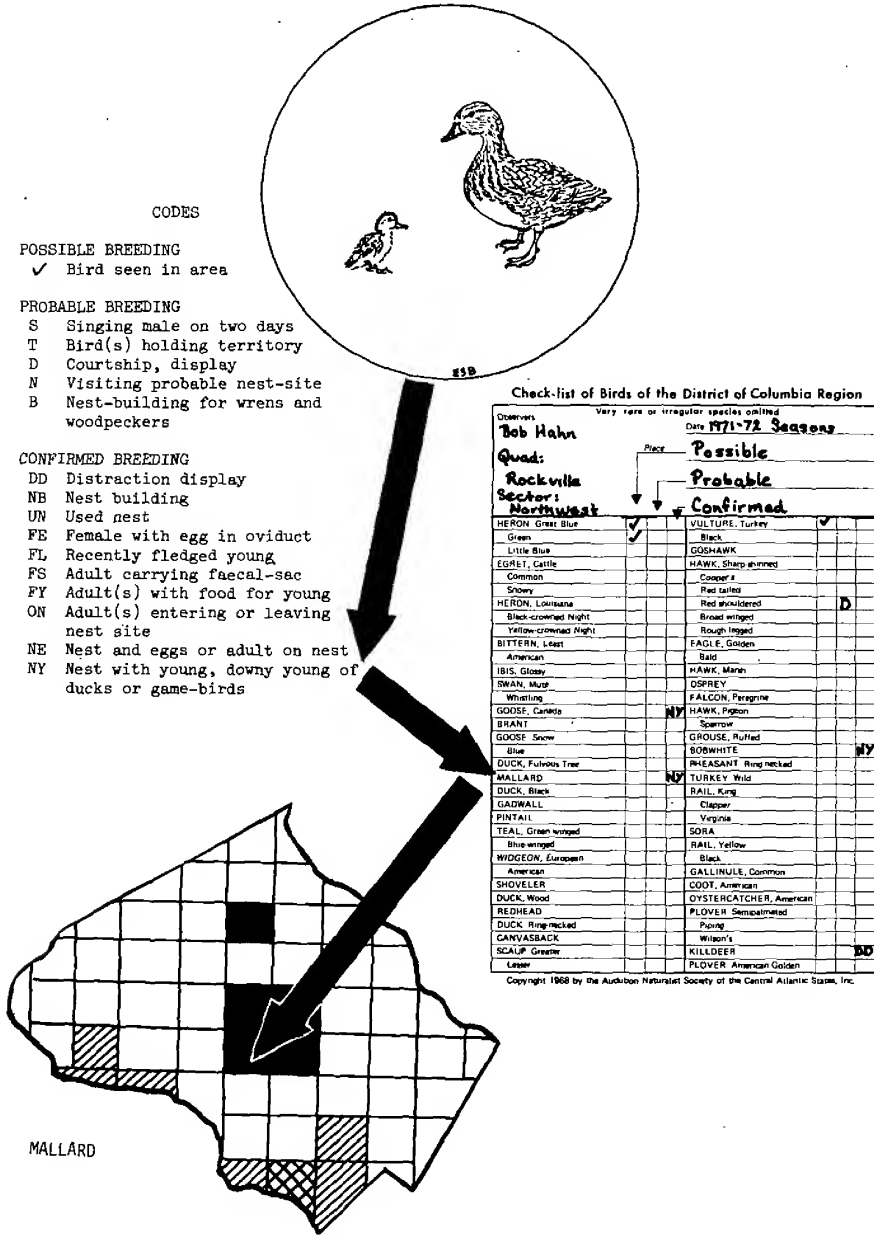 CODES
POSSIBLE BREEDING
✓ Bird seen in area
PROBABLE BREEDING
S Singing male on two days
T Bird(s) holding territory
D Courtship, display
N Visiting probable nest-site
B Nest-building for wrens and
woodpeckers
CONFIRMED BREEDING
DD Distraction display
NB Nest building
UN Used nest
FE Female with egg in oviduct
FL Recently fledged young
FS Adult carrying faecal-sac
FY Adult(s) with food for young
ON Adult(s) entering or leaving
nest site
NE Nest and eggs or adult on nest
NY Nest with young, downy young of
ducks or game-birds
ESB
Check-list of Birds of the District of Columbia Region
Very rare or irregular species omitted
Observers
Bob Hahn
Date 1971-72 Seasons
Quad:
Rockville
Sector:
Northwest
Place
Possible
Probable
Confirmed
HERON Great Blue ✓
Green ✓
Little Blue
EGRET, Cattle
Common
Snowy
HERON, Louisiana
Black-crowned Night
Yellow-crowned Night
BITTERN, Least
American
IBIS, Glossy
SWAN, Mute
Whistling
GOOSE, Canada NY
BRANT
GOOSE Snow
Blue
DUCK, Fulvous Tree
MALLARD NY
DUCK, Black
GADWALL
PINTAIL
TEAL, Green winged
Blue-winged
WIDGEON, European
American
SHOVELER
DUCK, Wood
REDHEAD
DUCK Ring-necked
CANVASBACK
SCAUP Greater
Lesser
VULTURE, Turkey ✓
Black
GOSHAWK
HAWK, Sharp shinned
Cooper's
Red tailed
Red shouldered D
Broad winged
Rough legged
EAGLE, Golden
Bald
HAWK, Marsh
OSPREY
FALCON, Peregrine
HAWK, Pigeon
Sparrow
GROUSE, Ruffed
BOBWHITE NY
PHEASANT Ring necked
TURKEY Wild
RAIL, King
Clapper
Virginia
SORA
RAIL, Yellow
Black
GALLINULE, Common
COOT, American
OYSTERCATCHER, American
PLOVER Semipalmated
Piping
Wilson's
KILLDEER DD
PLOVER American Golden
Copyright 1968 by the Audubon Naturalist Society of the Central Atlantic States, Inc.
MALLARD